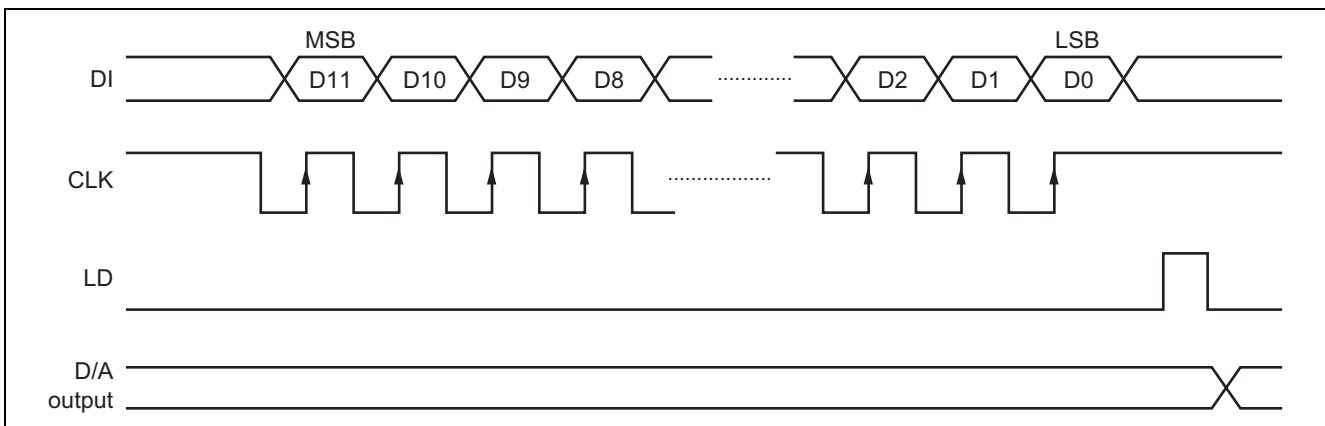 MSB LSB
DI D11 D10 D9 D8 D2 D1 D0
CLK
LD
D/A
output